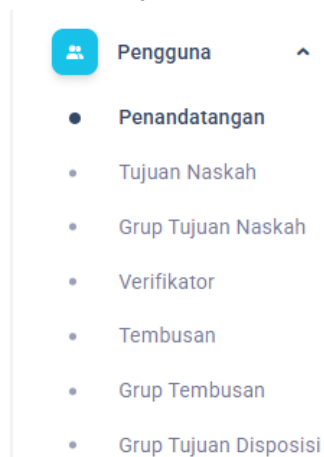 Pengguna
Penandatangan
Tujuan Naskah
Grup Tujuan Naskah
Verifikator
Tembusan
Grup Tembusan
Grup Tujuan Disposisi